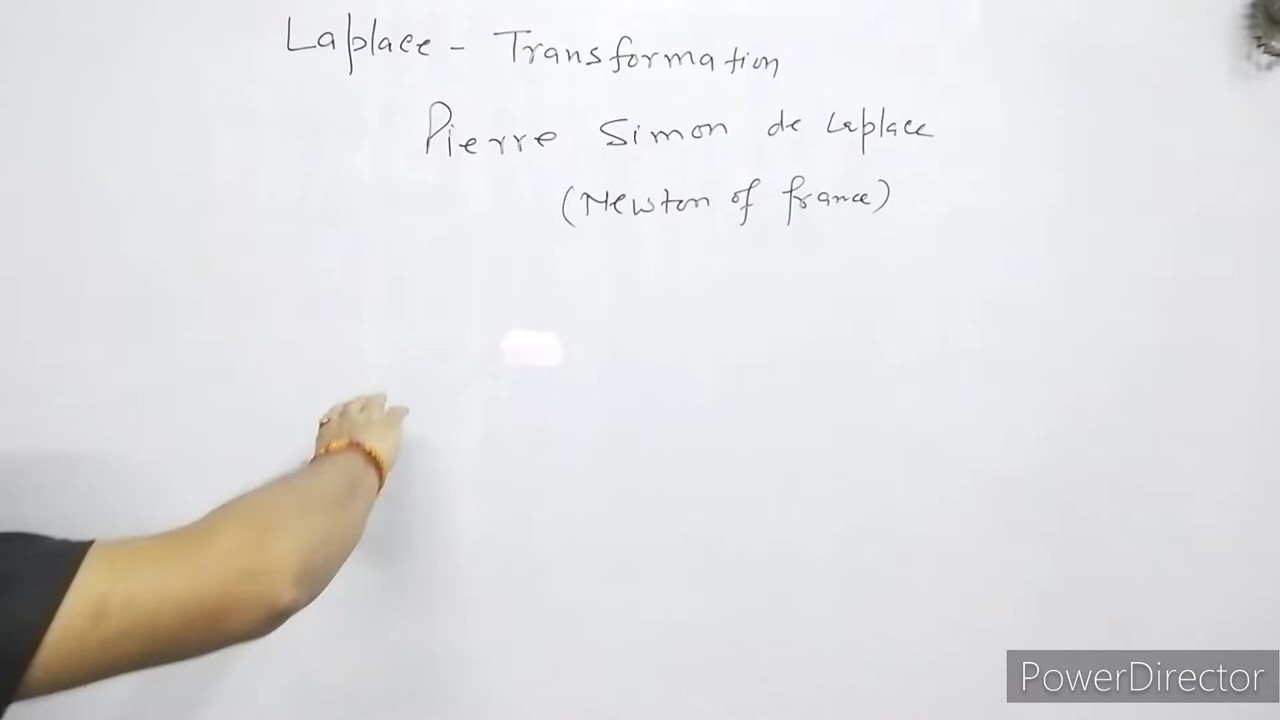 Laplace - Transformation
Pierre Simon de Laplace
(Newton of france)
PowerDirector